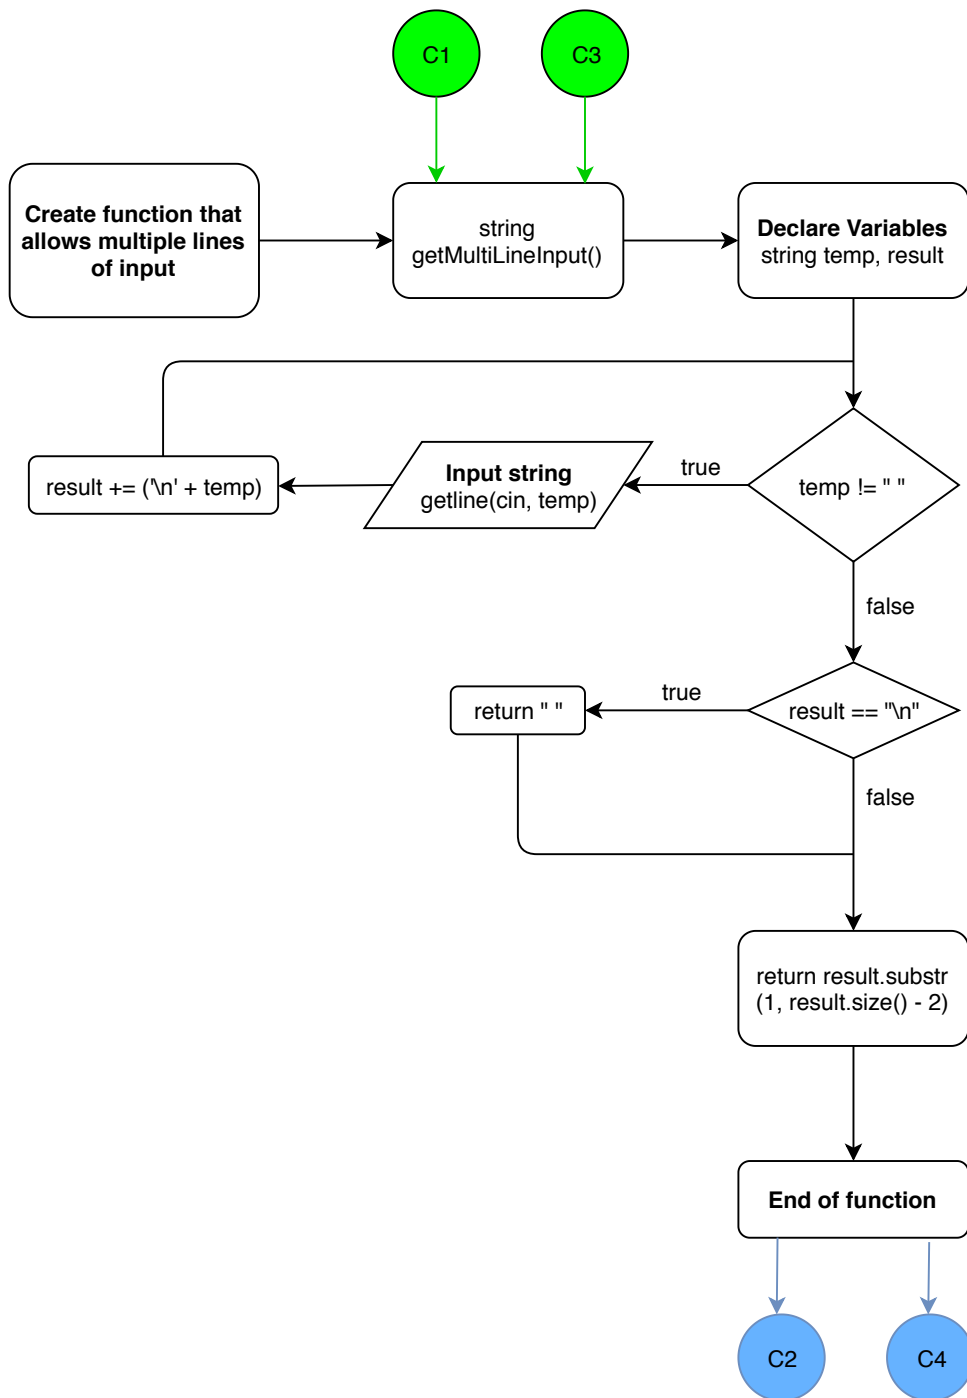 C1
C3
Create function that
allows multiple lines
of input
string
getMultiLineInput()
Declare Variables
string temp, result
result += ('\n' + temp)
Input string
getline(cin, temp)
true
temp != " "
false
return " "
true
result == "\n"
false
return result.substr
(1, result.size() - 2)
End of function
C2
C4